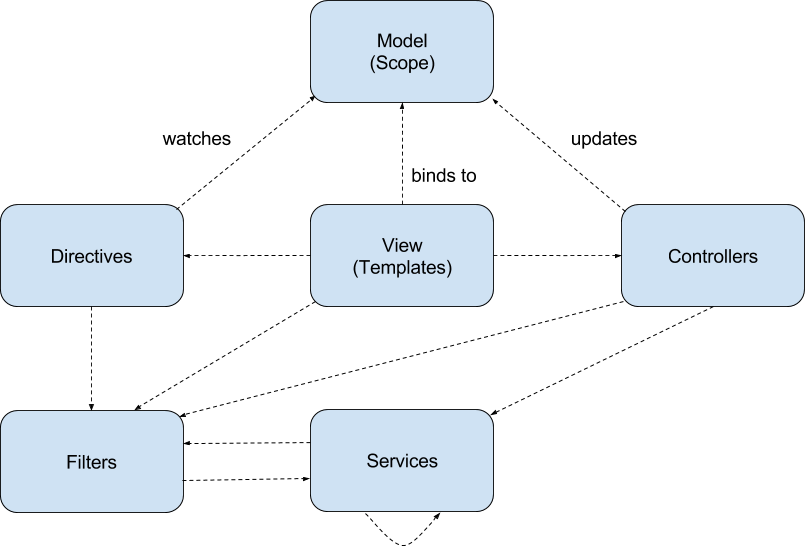 Model
(Scope)
watches
updates
binds to
Directives
View
(Templates)
Controllers
Filters
Services